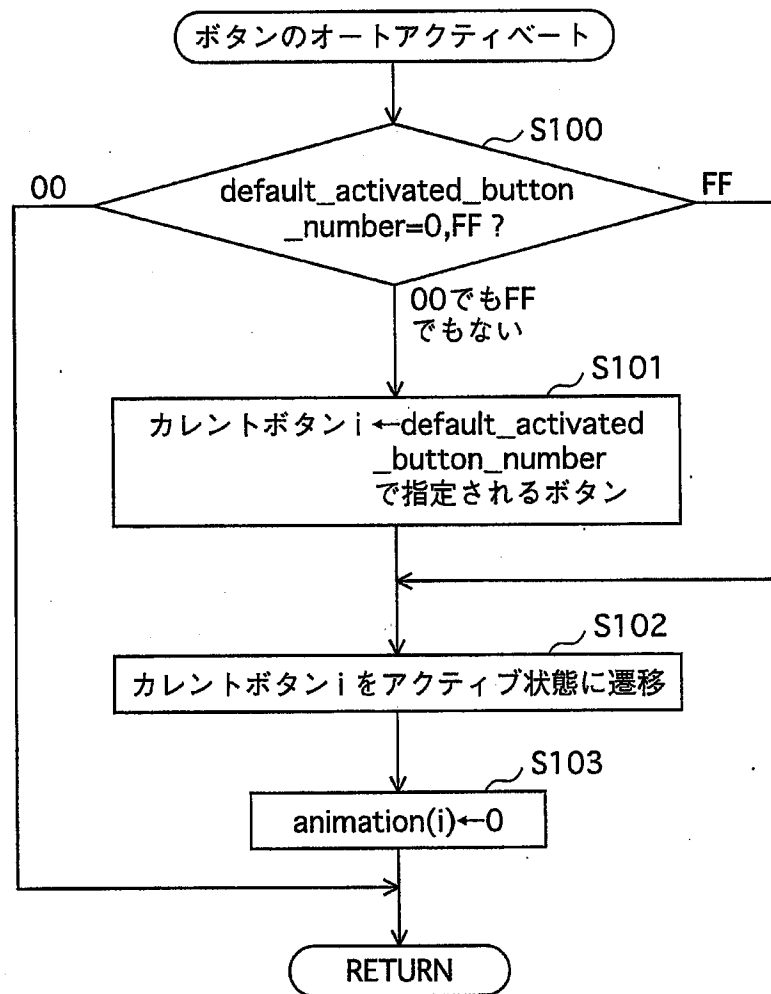 ボタンのオートアクティベート
S100
00
default_activated_button
_number=0,FF ?
FF
00でもFF
でもない
S101
カレントボタン i ←default_activated
_button_number
で指定されるボタン
S102
カレントボタン i をアクティブ状態に遷移
S103
animation(i)←0
RETURN